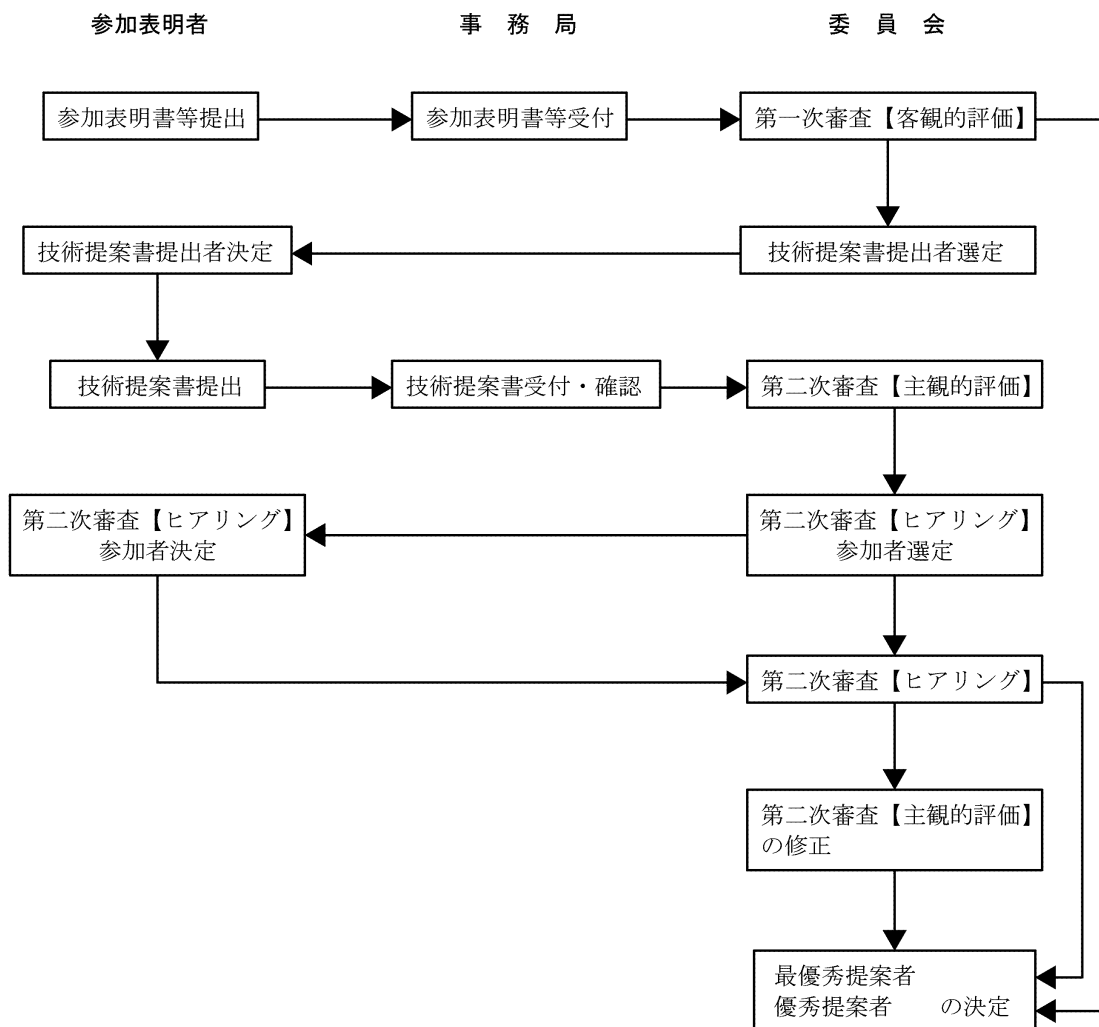 参加表明者
事 務 局
委 員 会
参加表明書等提出
参加表明書等受付
第一次審査【客観的評価】
技術提案書提出者決定
技術提案書提出者選定
技術提案書提出
技術提案書受付・確認
第二次審査【主観的評価】
第二次審査【ヒアリング】
参加者決定
第二次審査【ヒアリング】
参加者選定
第二次審査【ヒアリング】
第二次審査【主観的評価】
の修正
最優秀提案者
優秀提案者 の決定